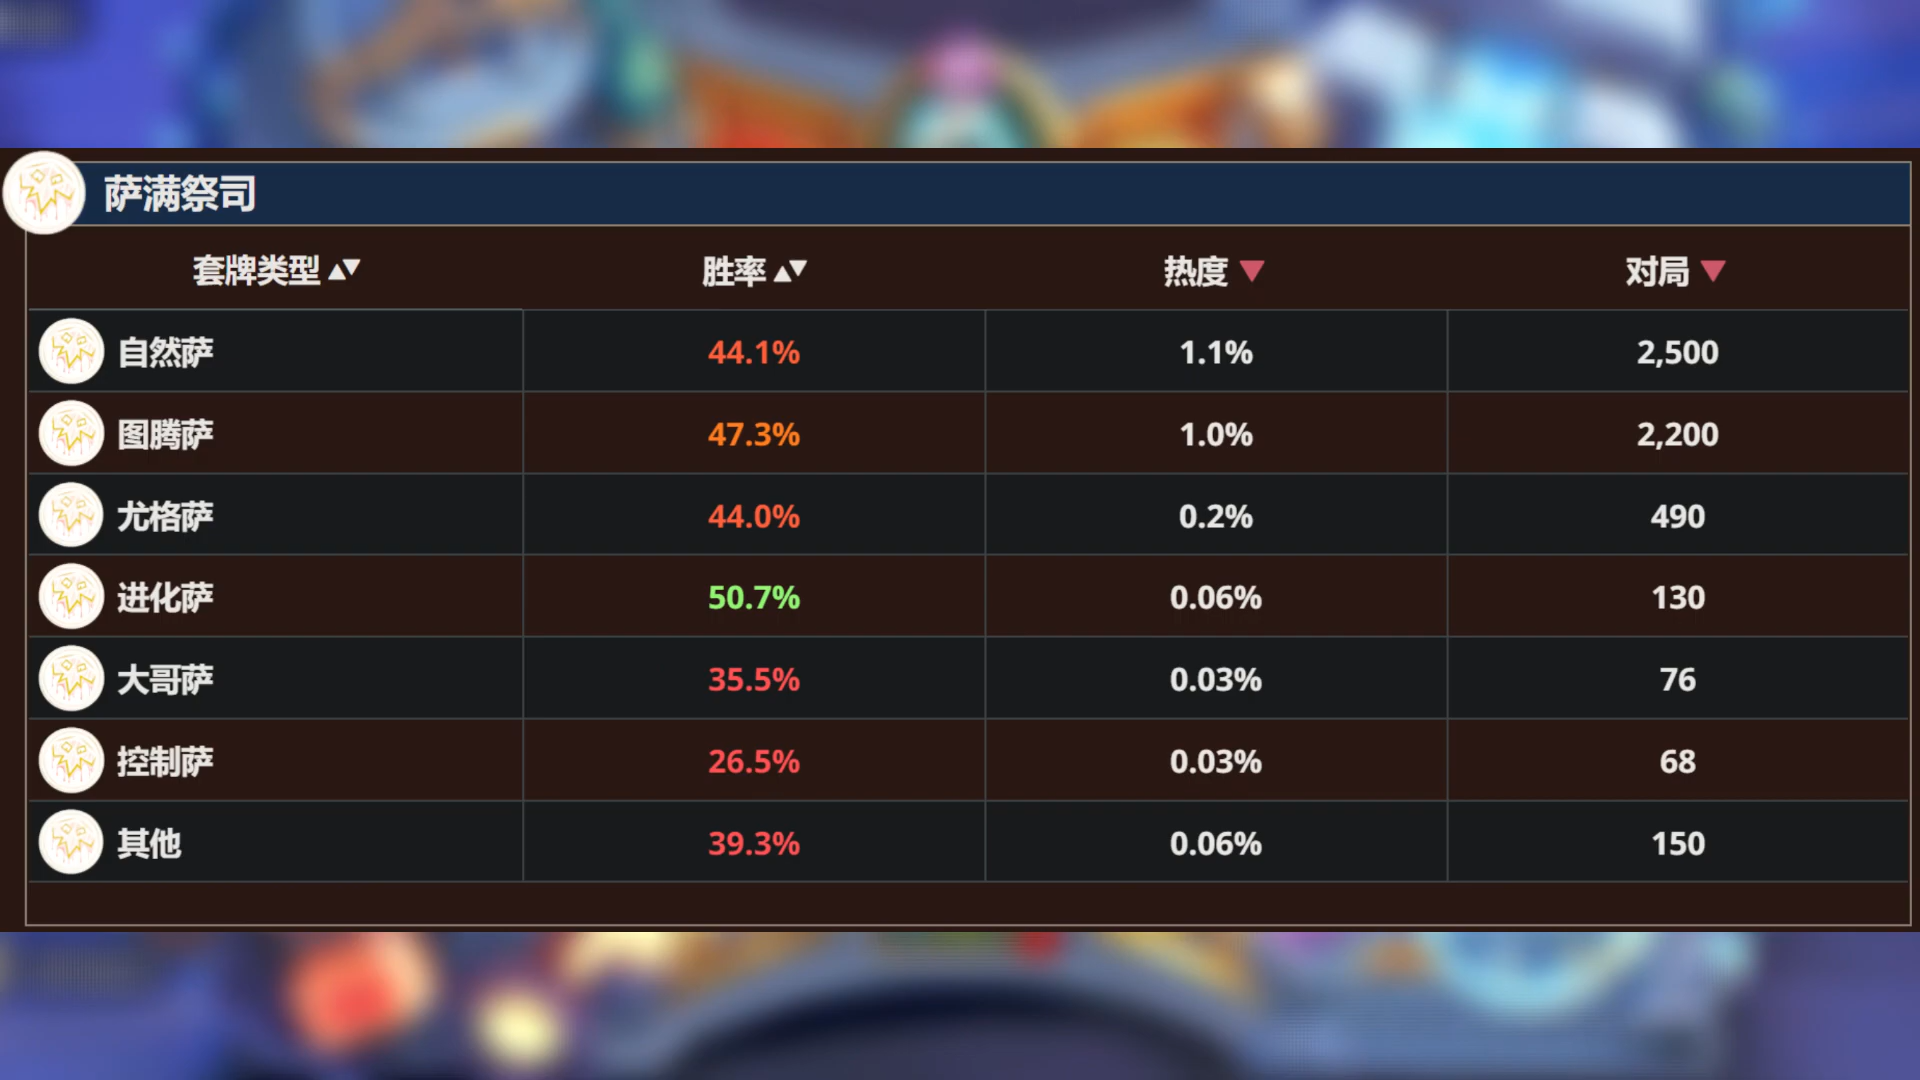 萨满祭司
套牌类型 ▲▼ 胜率 ▲▼ 热度 ▼ 对局 ▼
自然萨 44.1% 1.1% 2,500
图腾萨 47.3% 1.0% 2,200
尤格萨 44.0% 0.2% 490
进化萨 50.7% 0.06% 130
大哥萨 35.5% 0.03% 76
控制萨 26.5% 0.03% 68
其他 39.3% 0.06% 150